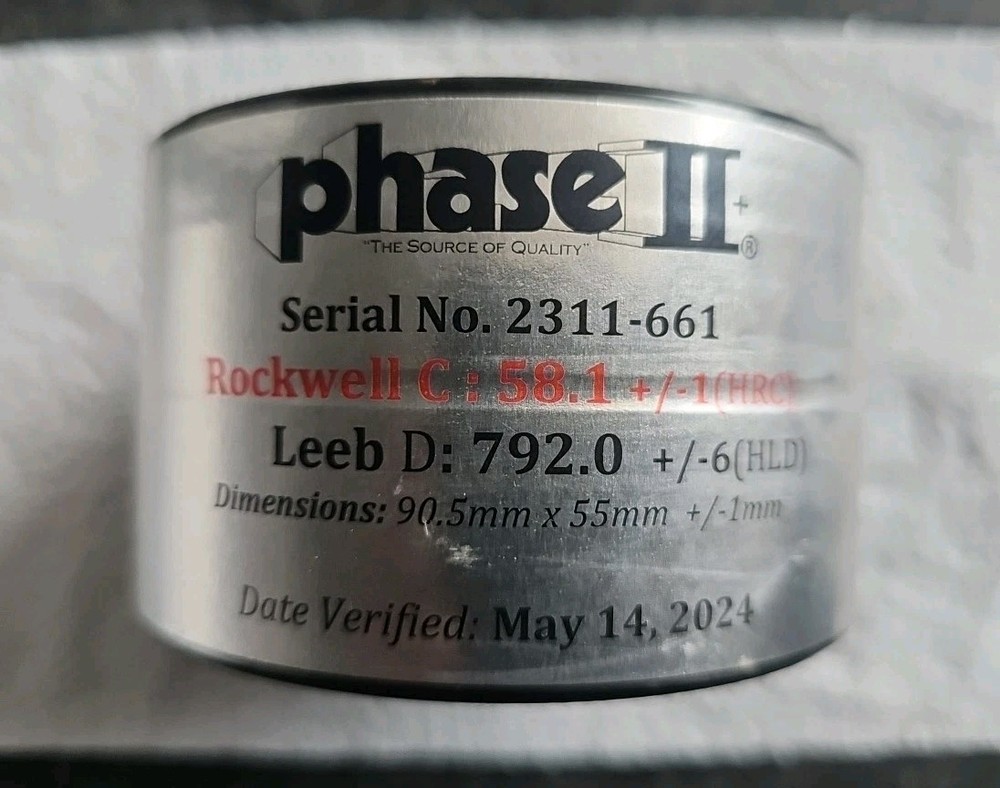 phase II+®
"THE SOURCE OF QUALITY"
Serial No. 2311-661
Rockwell C : 58.1 +/-1(HRC)
Leeb D: 792.0 +/-6(HLD)
Dimensions: 90.5mm x 55mm +/-1mm
Date Verified: May 14, 2024